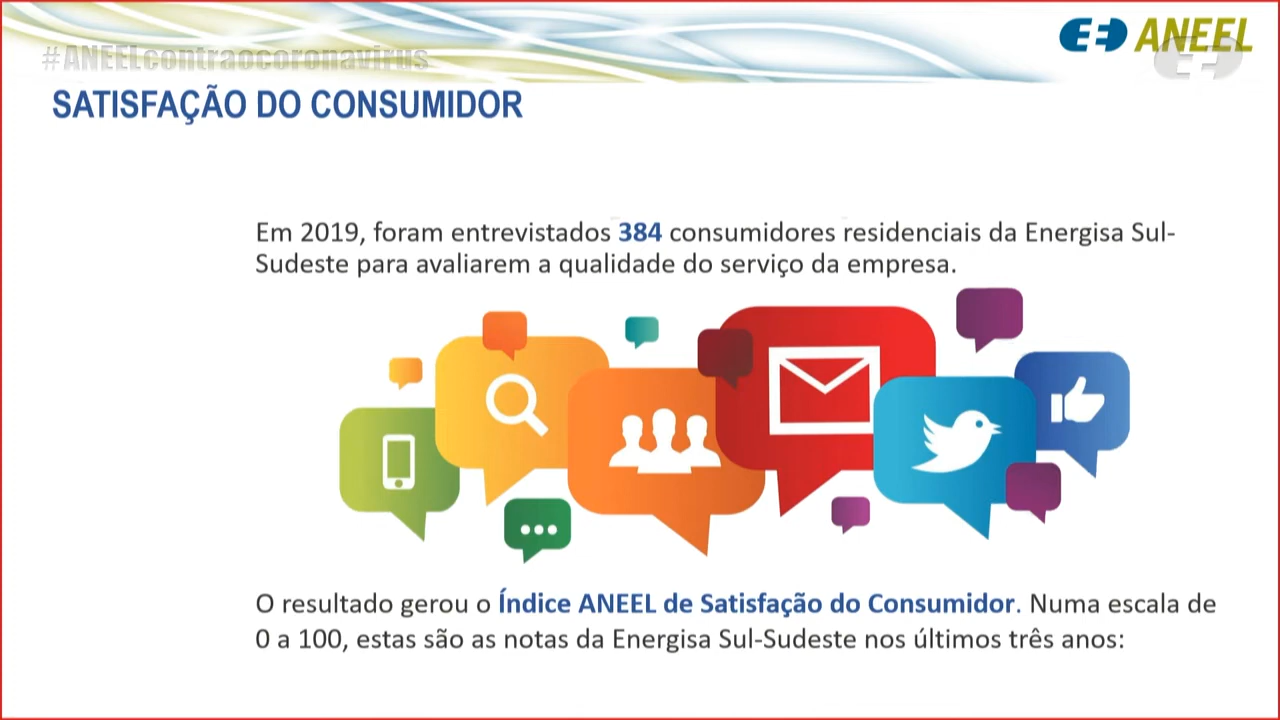 #ANEELcontraocoronavirus
ANEEL
SATISFAÇÃO DO CONSUMIDOR
Em 2019, foram entrevistados 384 consumidores residenciais da Energisa Sul-
Sudeste para avaliarem a qualidade do serviço da empresa.
O resultado gerou o Índice ANEEL de Satisfação do Consumidor. Numa escala de
0 a 100, estas são as notas da Energisa Sul-Sudeste nos últimos três anos: